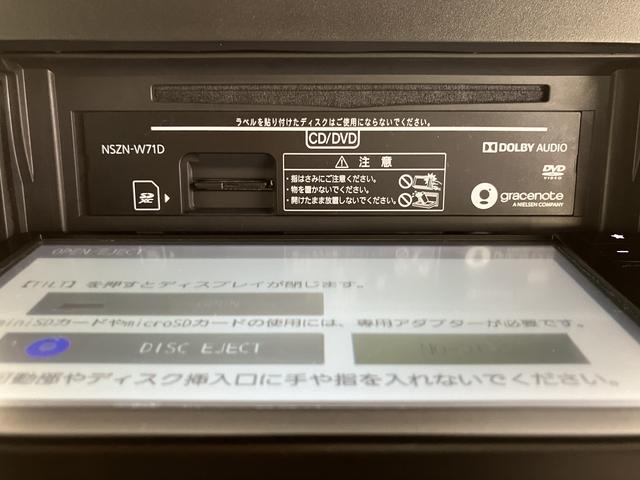 ラベルを貼り付けたディスクはご使用にならないでください。
CD/DVD
NSZN-W71D
DOLBY AUDIO
SD
⚠ 注 意
・指はさみにご注意ください。
・物を置かないでください。
・開けたまま放置しないでください。
DVD
VIDEO
gracenote
A NIELSEN COMPANY
OPEN・EJECT
【TILT】を押すとディスプレイが閉じます。
OPEN
miniSDカードやmicroSDカードの使用には、専用アダプターが必要です。
DISC EJECT
可動部やディスク挿入口に手や指を入れないでください。